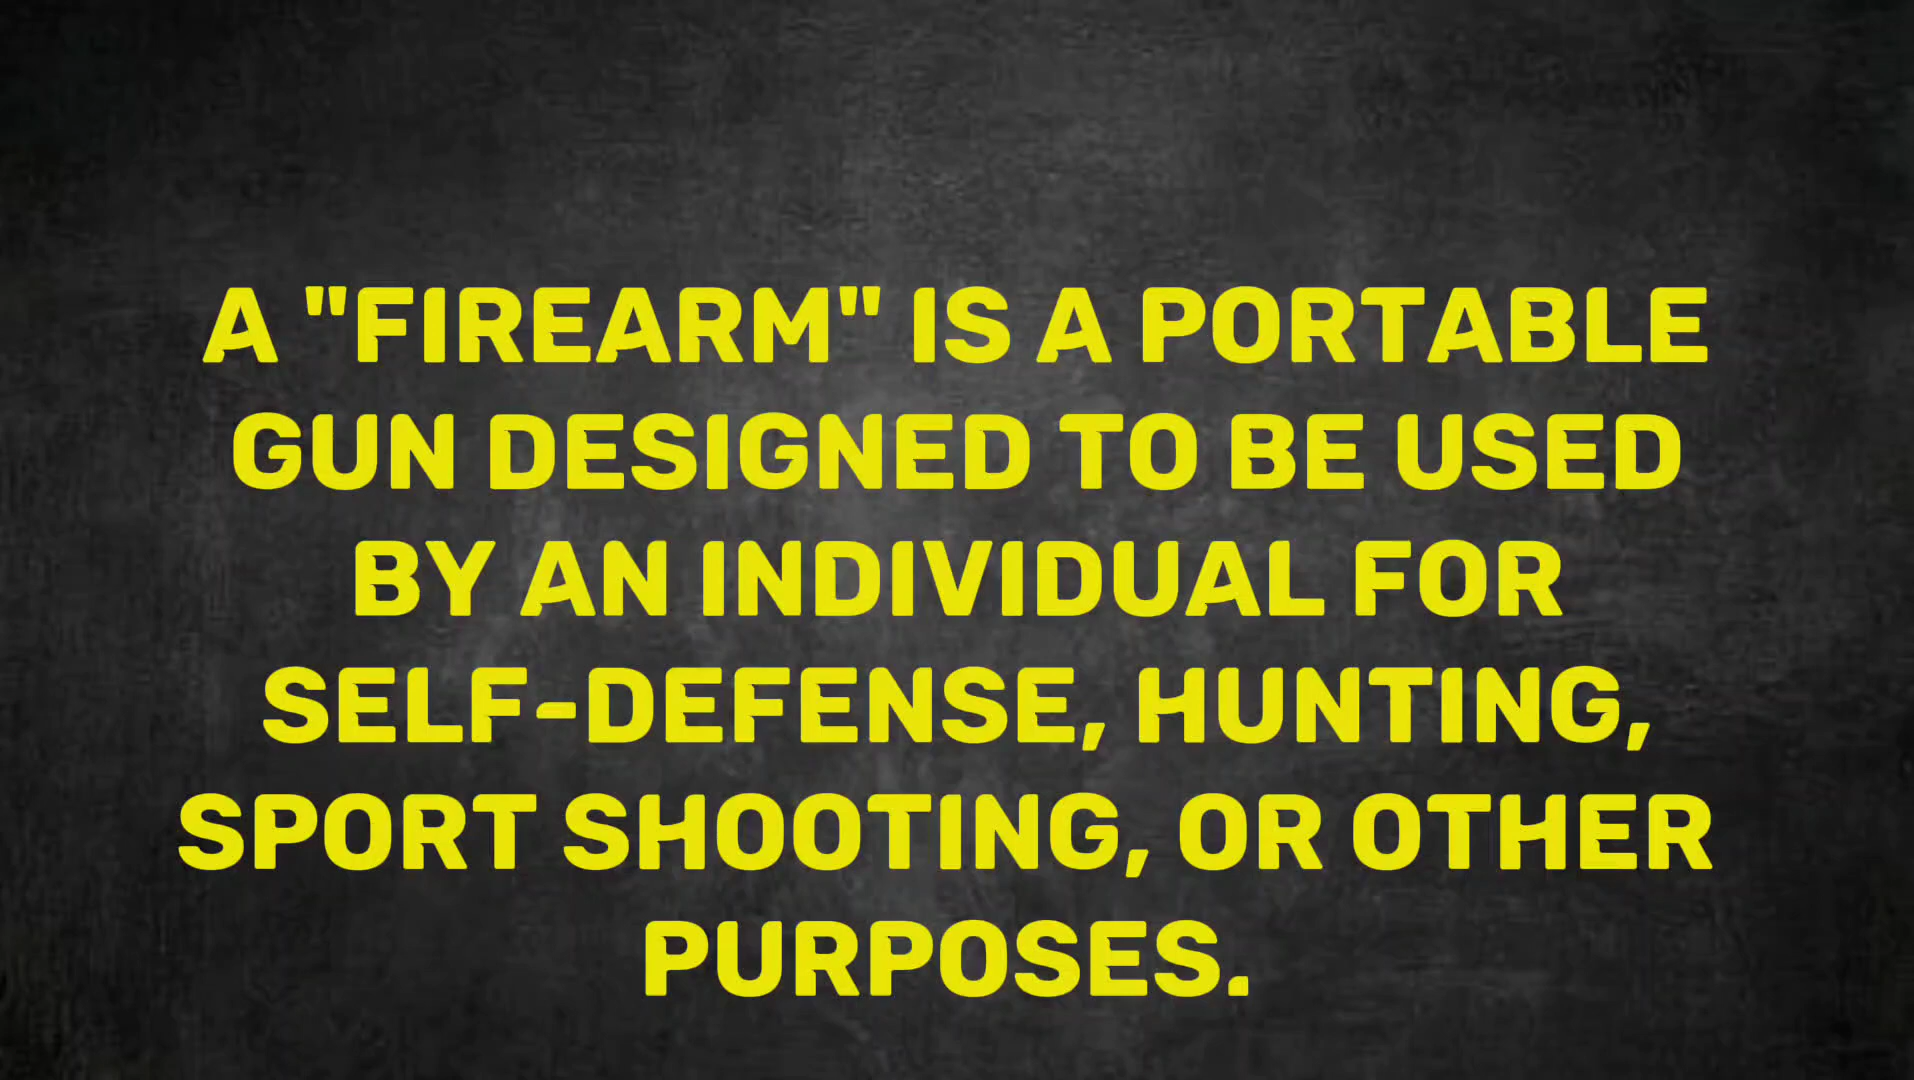 A "FIREARM" IS A PORTABLE
GUN DESIGNED TO BE USED
BY AN INDIVIDUAL FOR
SELF-DEFENSE, HUNTING,
SPORT SHOOTING, OR OTHER
PURPOSES.